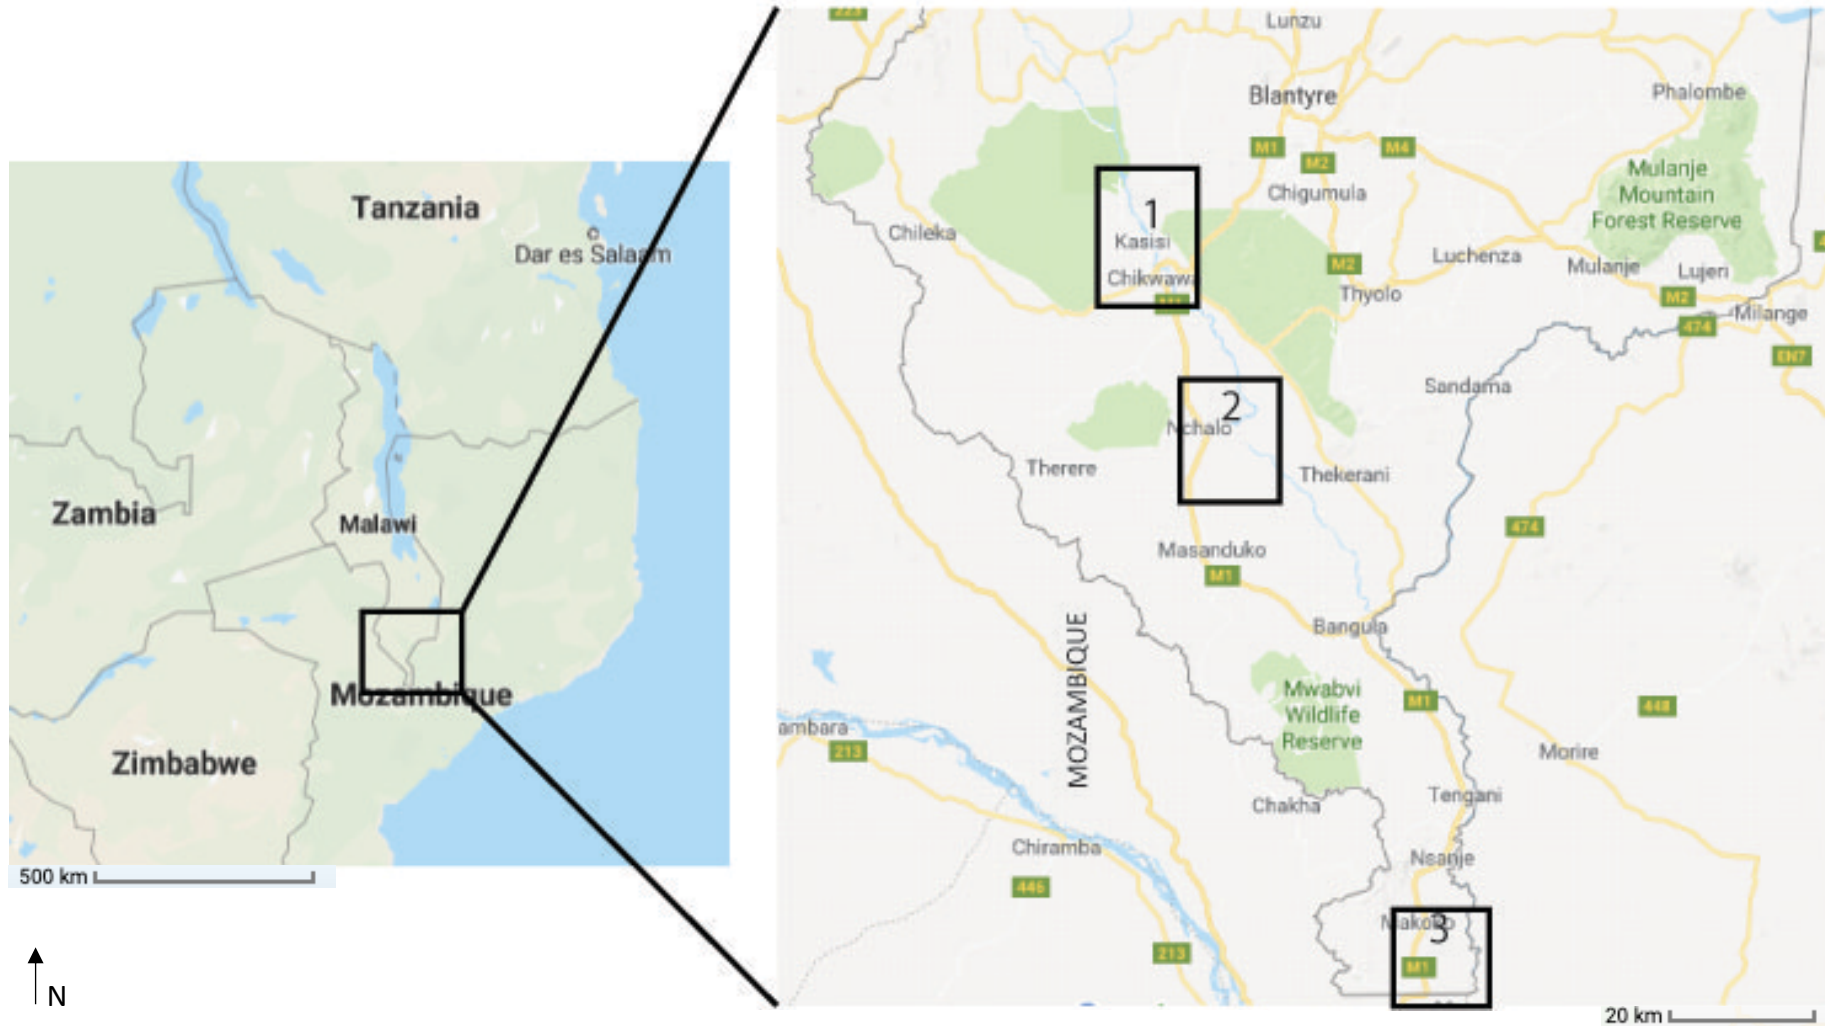 Tanzania
Dar es Salaam
Zambia
Malawi
Mozambique
Zimbabwe
500 km
N
223
Lunzu
Blantyre
Phalombe
M1
M2
M4
Mulanje
Mountain
Forest Reserve
Chigumula
1
Kasisi
Chileka
Chikwawa
M2
Luchenza
Mulanje
Lujeri
Thyolo
M2
Milange
474
EN7
Sandama
2
Nchalo
Therere
Thekerani
474
Masanduko
M1
Bangula
MOZAMBIQUE
Mwabvi
Wildlife
Reserve
M1
448
ambara
213
Morire
Tengani
Chakha
Chiramba
Nsanje
446
3
213
M1
20 km